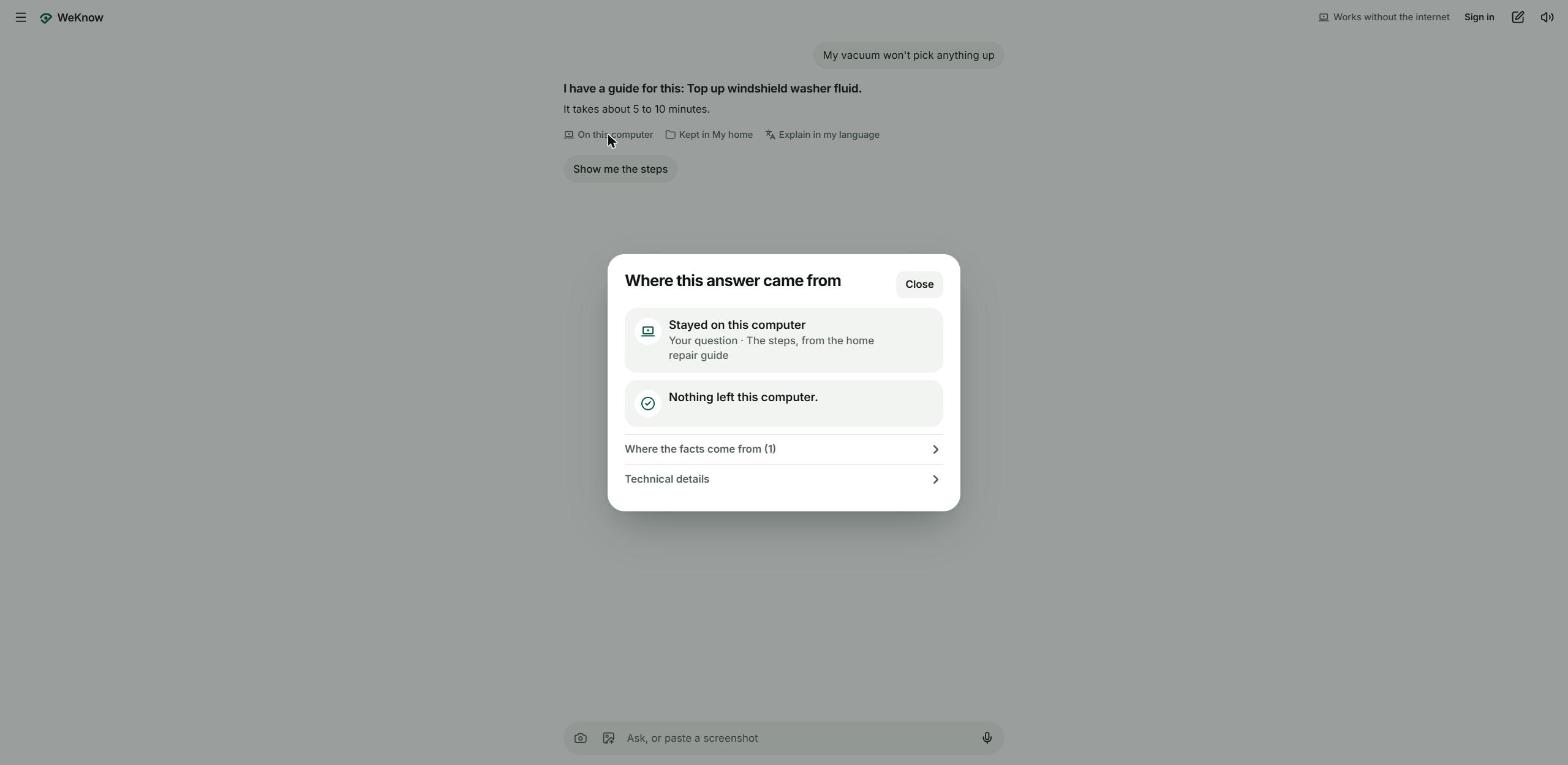 WeKnow
Works without the internet
Sign in
My vacuum won't pick anything up
I have a guide for this: Top up windshield washer fluid.
It takes about 5 to 10 minutes.
On this computer
Kept in My home
Explain in my language
Show me the steps
Where this answer came from
Close
Stayed on this computer
Your question · The steps, from the home
repair guide
Nothing left this computer.
Where the facts come from (1)
Technical details
Ask, or paste a screenshot